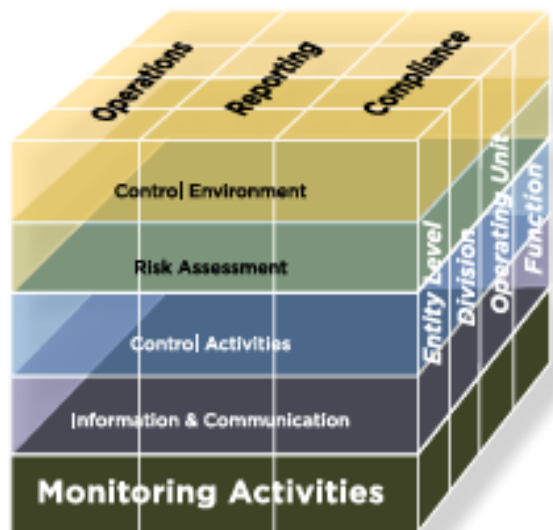 Operations
Reporting
Compliance
Control Environment
Risk Assessment
Control Activities
Information & Communication
Monitoring Activities
Entity Level
Division
Operating Unit
Function